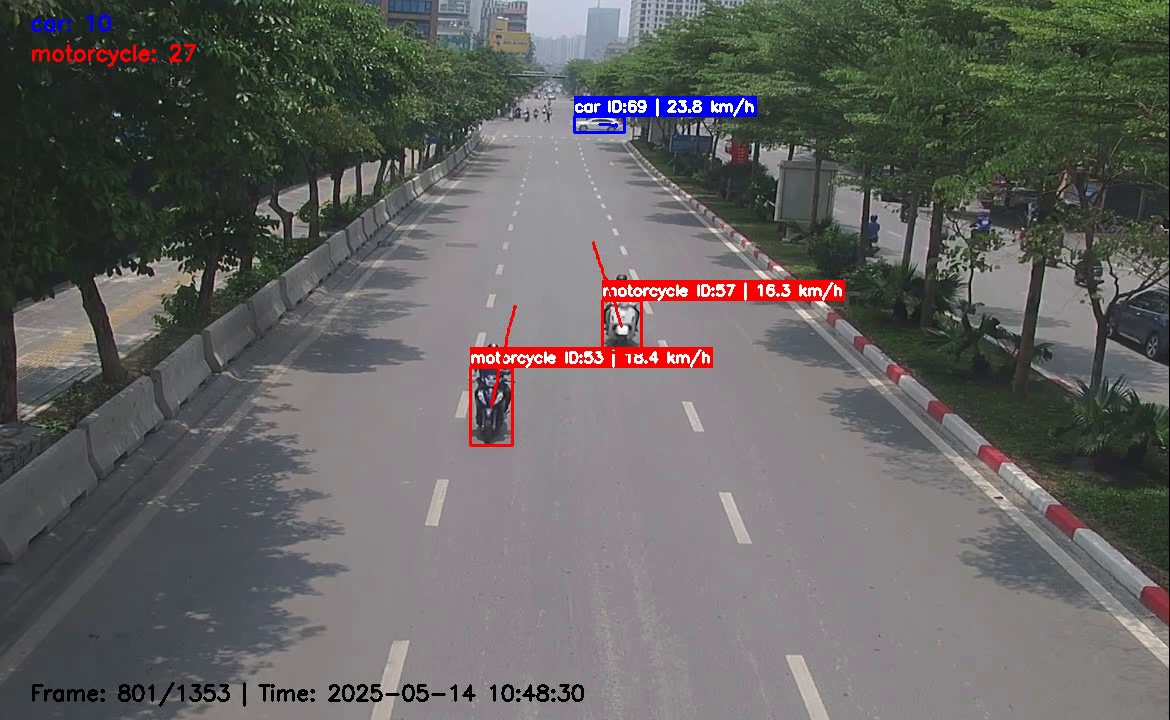 car: 10
motorcycle: 27
car ID:69 | 23.8 km/h
motorcycle ID:57 | 16.3 km/h
motorcycle ID:53 | 18.4 km/h
Frame: 801/1353 | Time: 2025-05-14 10:48:30